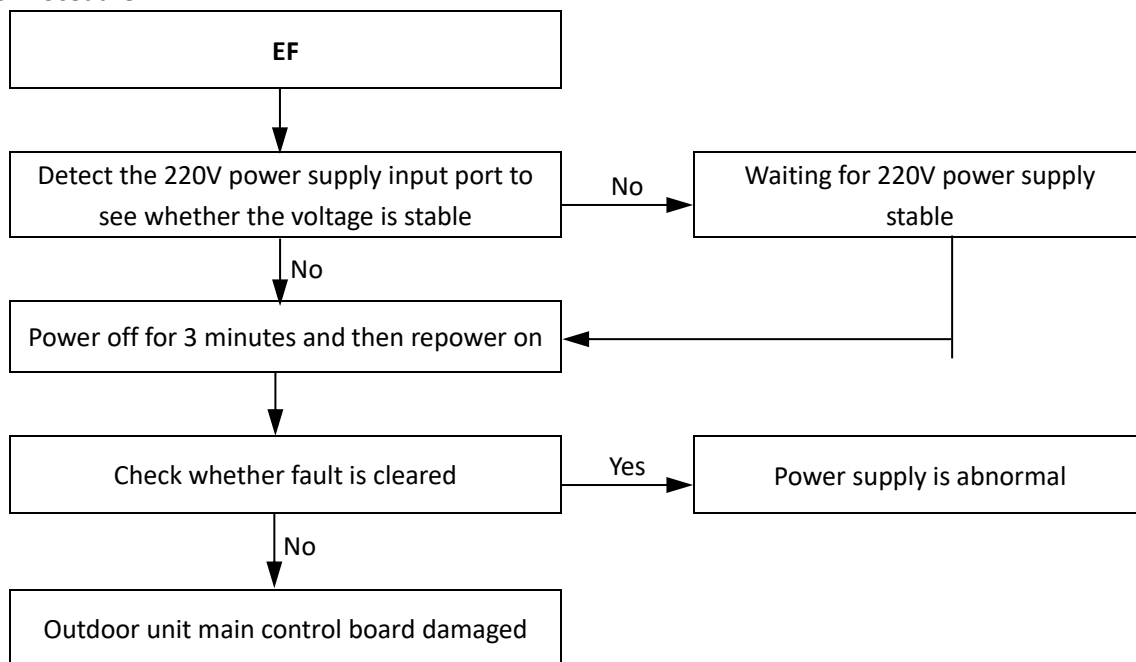 EF
Detect the 220V power supply input port to
see whether the voltage is stable
No
Waiting for 220V power supply
stable
No
Power off for 3 minutes and then repower on
Check whether fault is cleared
Yes
Power supply is abnormal
No
Outdoor unit main control board damaged